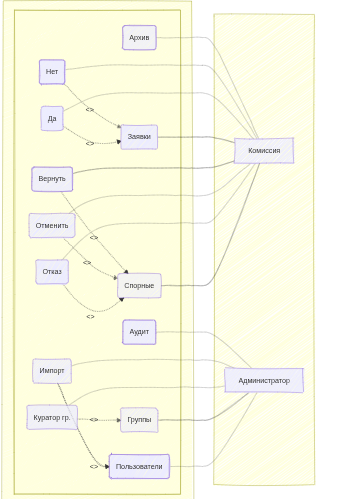 Архив
Нет
<>
Да
Заявки
<>
Комиссия
Вернуть
Отменить
<>
<>
Отказ
Спорные
<>
Аудит
Импорт
Администратор
Куратор гр.
<>
Группы
<>
Пользователи